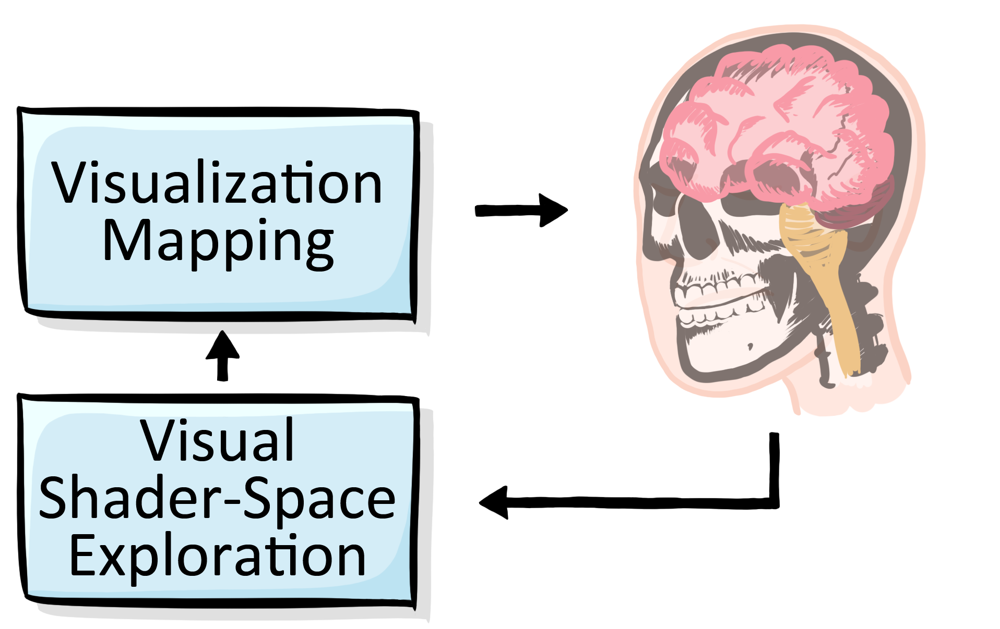 Visualization
Mapping
Visual
Shader-Space
Exploration